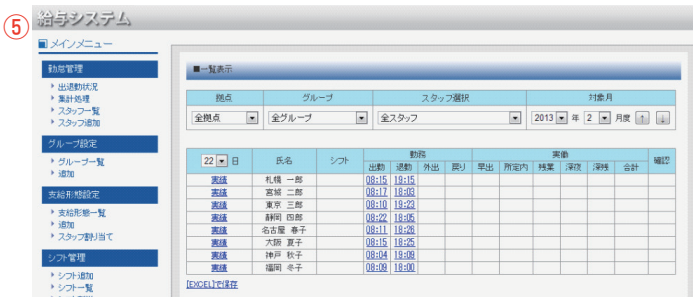 ⑤
給与システム
メインメニュー
勤怠管理
出退勤状況
集計処理
スタッフ一覧
スタッフ追加
グループ設定
グループ一覧
追加
支給形態設定
支給形態一覧
追加
スタッフ割り当て
シフト管理
シフト追加
シフト一覧
■一覧表示
拠点 グループ スタッフ選択 対象月
全拠点 全グループ 全スタッフ 2013 年 2 月度 ↑ ↓
22 日 氏名 シフト 勤務 実働 確認
出勤 退勤 外出 戻り 早出 所定内 残業 深夜 深残 合計
実績 札幌 一郎 08:15 19:15
実績 宮城 二郎 08:17 18:03
実績 東京 三郎 08:10 19:23
実績 静岡 四郎 08:22 18:05
実績 名古屋 春子 08:11 18:26
実績 大阪 夏子 08:15 18:25
実績 神戸 秋子 08:04 19:09
実績 福岡 冬子 08:09 18:00
[EXCEL]で保存